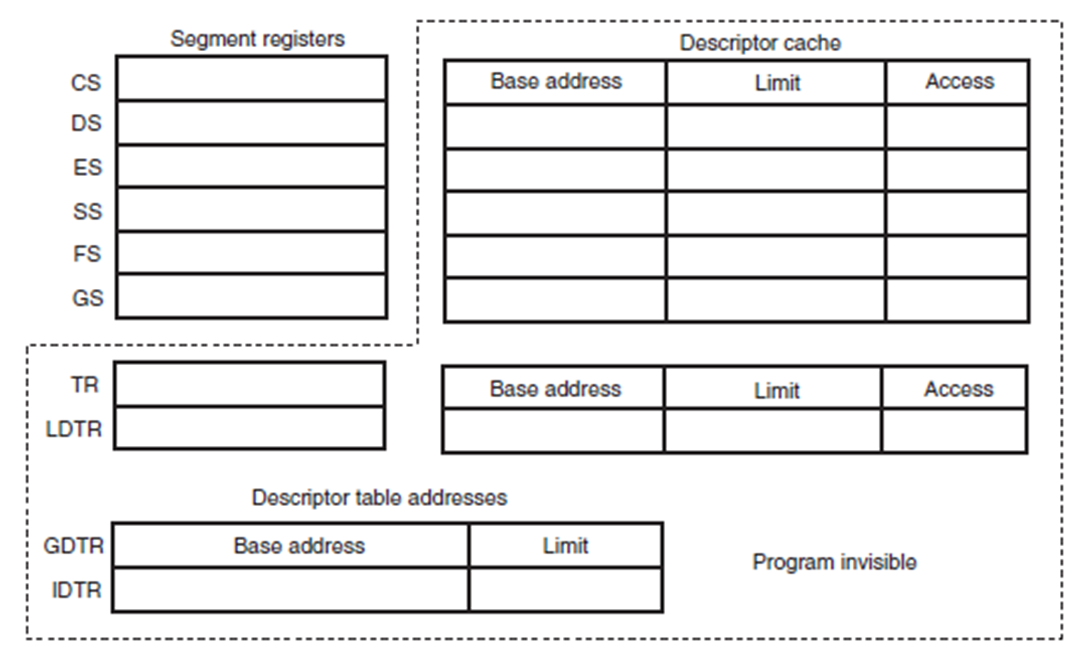 Segment registers
Descriptor cache
CS
Base address Limit Access
DS
ES
SS
FS
GS
TR
Base address Limit Access
LDTR
Descriptor table addresses
GDTR Base address Limit
Program invisible
IDTR